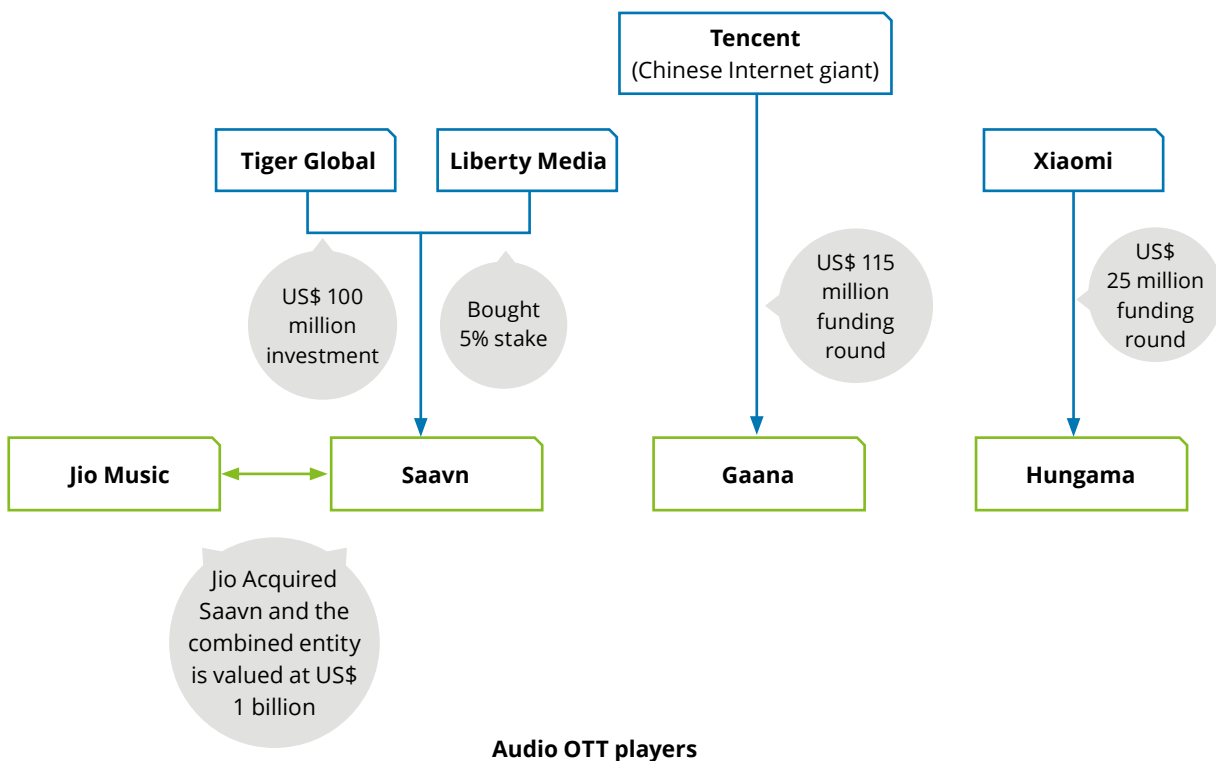 Tencent
(Chinese Internet giant)
Tiger Global
Liberty Media
Xiaomi
US$ 100
million
investment
Bought
5% stake
US$ 115
million
funding
round
US$
25 million
funding
round
Jio Music
Saavn
Gaana
Hungama
Jio Acquired
Saavn and the
combined entity
is valued at US$
1 billion
Audio OTT players